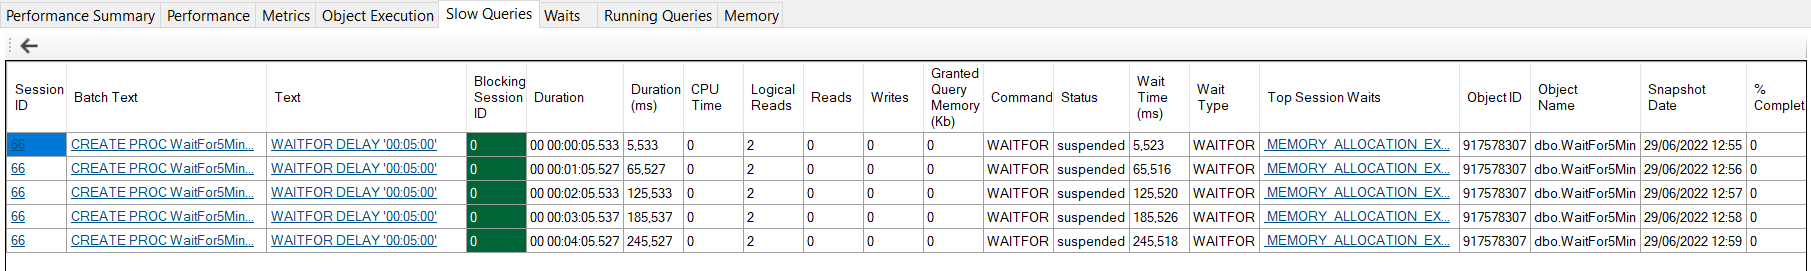 Performance Summary Performance Metrics Object Execution Slow Queries Waits Running Queries Memory
Session ID Batch Text Text Blocking Session ID Duration Duration (ms) CPU Time Logical Reads Reads Writes Granted Query Memory (Kb) Command Status Wait Time (ms) Wait Type Top Session Waits Object ID Object Name Snapshot Date % Complet
66 CREATE PROC WaitFor5Min... WAITFOR DELAY '00:05:00' 0 00 00:00:05.533 5,533 0 2 0 0 0 WAITFOR suspended 5,523 WAITFOR MEMORY_ALLOCATION_EX... 917578307 dbo.WaitFor5Min 29/06/2022 12:55 0
66 CREATE PROC WaitFor5Min... WAITFOR DELAY '00:05:00' 0 00 00:01:05.527 65,527 0 2 0 0 0 WAITFOR suspended 65,516 WAITFOR MEMORY_ALLOCATION_EX... 917578307 dbo.WaitFor5Min 29/06/2022 12:56 0
66 CREATE PROC WaitFor5Min... WAITFOR DELAY '00:05:00' 0 00 00:02:05.533 125,533 0 2 0 0 0 WAITFOR suspended 125,520 WAITFOR MEMORY_ALLOCATION_EX... 917578307 dbo.WaitFor5Min 29/06/2022 12:57 0
66 CREATE PROC WaitFor5Min... WAITFOR DELAY '00:05:00' 0 00 00:03:05.537 185,537 0 2 0 0 0 WAITFOR suspended 185,526 WAITFOR MEMORY_ALLOCATION_EX... 917578307 dbo.WaitFor5Min 29/06/2022 12:58 0
66 CREATE PROC WaitFor5Min... WAITFOR DELAY '00:05:00' 0 00 00:04:05.527 245,527 0 2 0 0 0 WAITFOR suspended 245,518 WAITFOR MEMORY_ALLOCATION_EX... 917578307 dbo.WaitFor5Min 29/06/2022 12:59 0